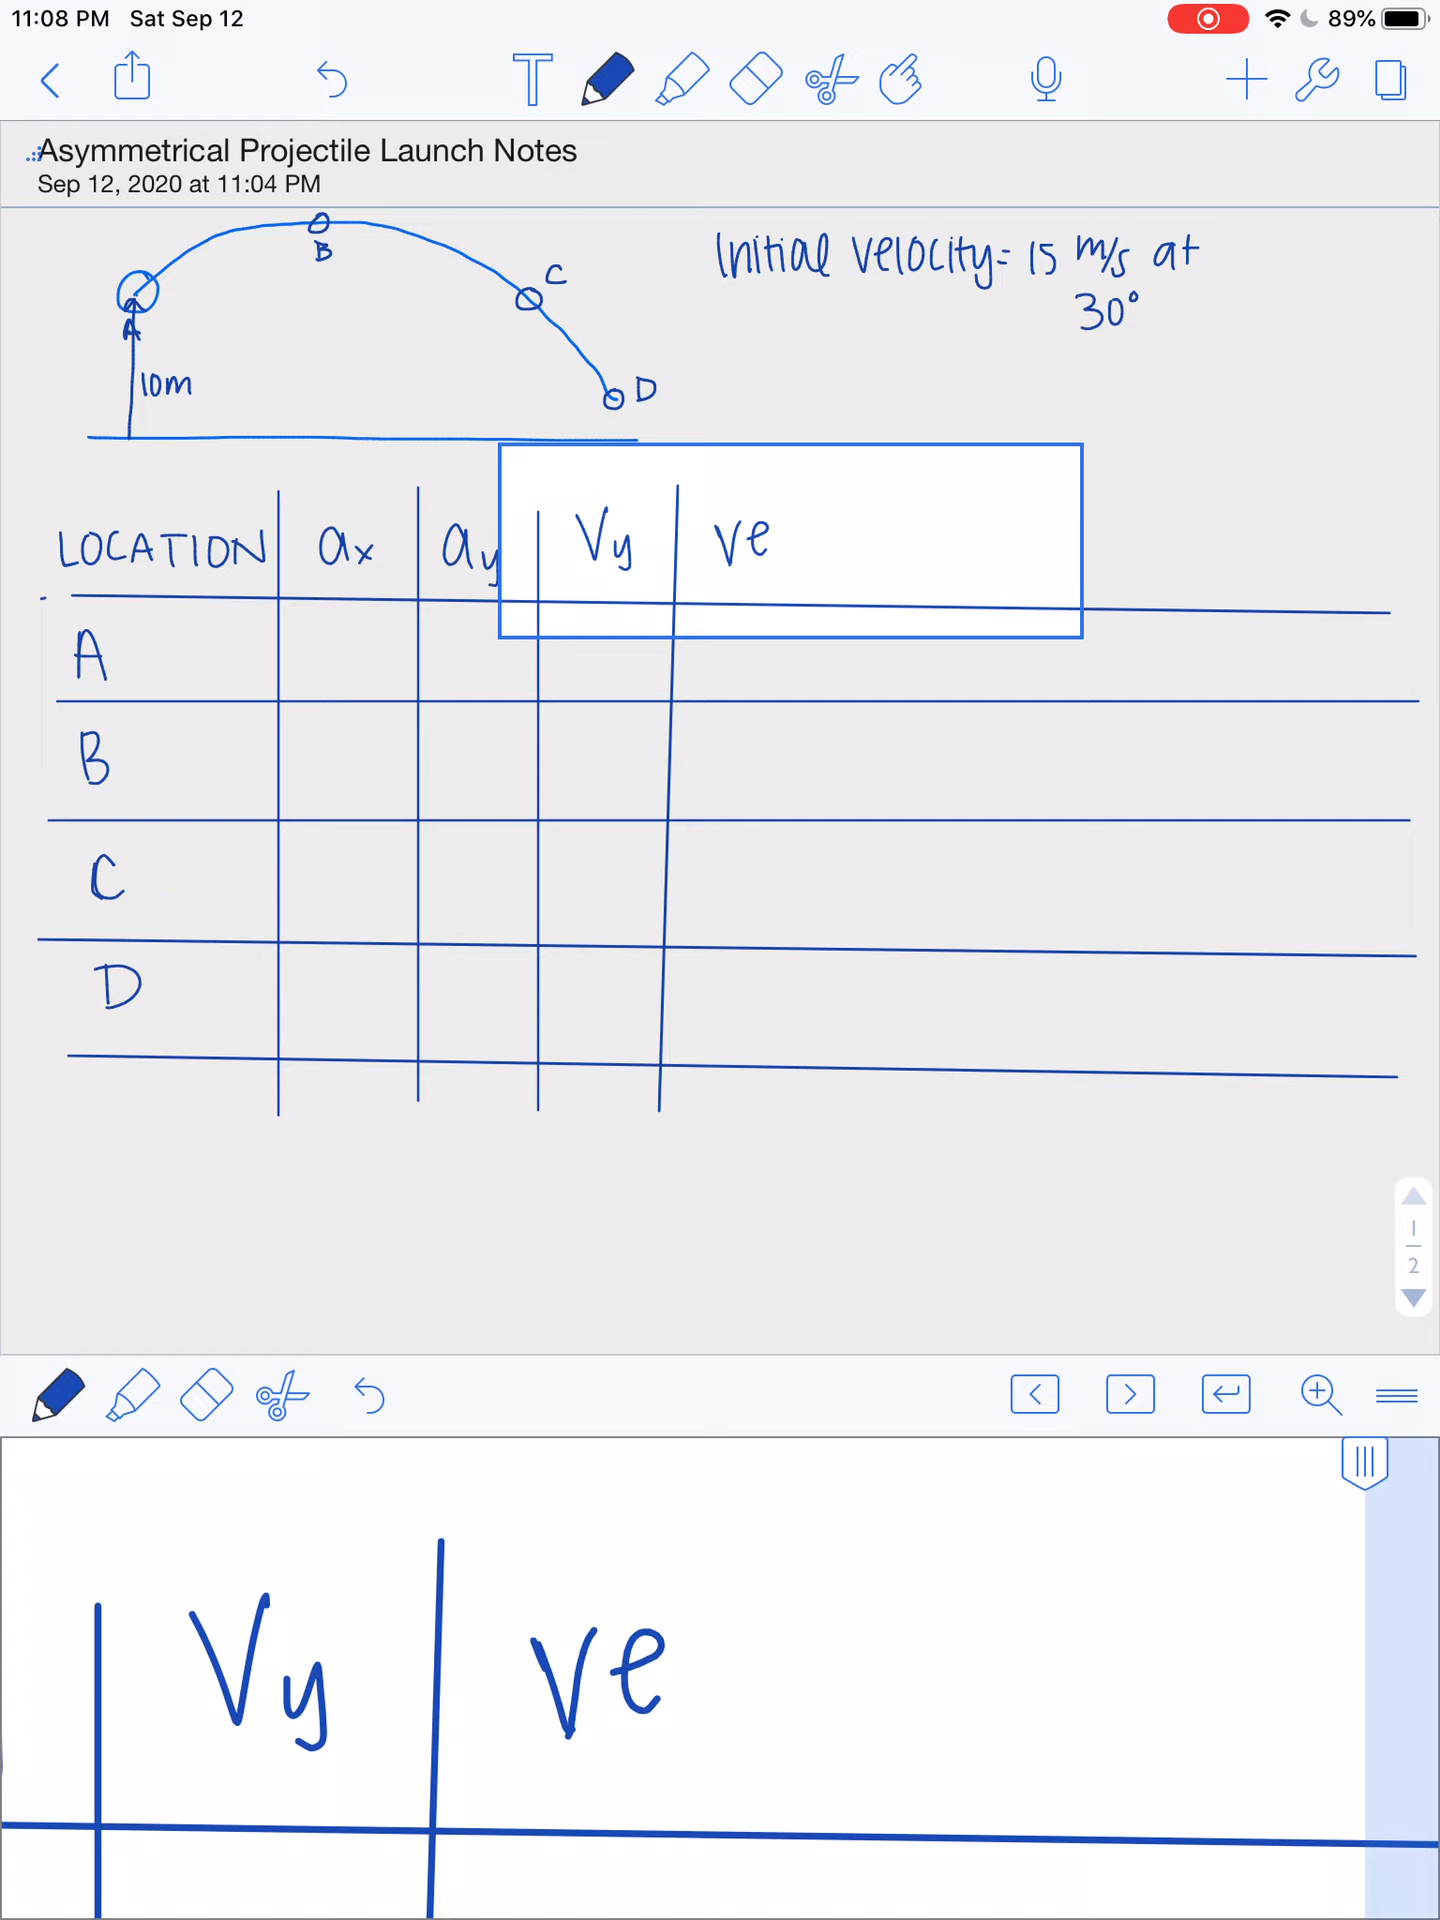 11:08 PM Sat Sep 12
89%
T
Asymmetrical Projectile Launch Notes
Sep 12, 2020 at 11:04 PM
B
C
A
10m
D
Initial velocity= 15 m/s at
30°
LOCATION ax ay Vy ve
A
B
C
D
1
2
Vy ve